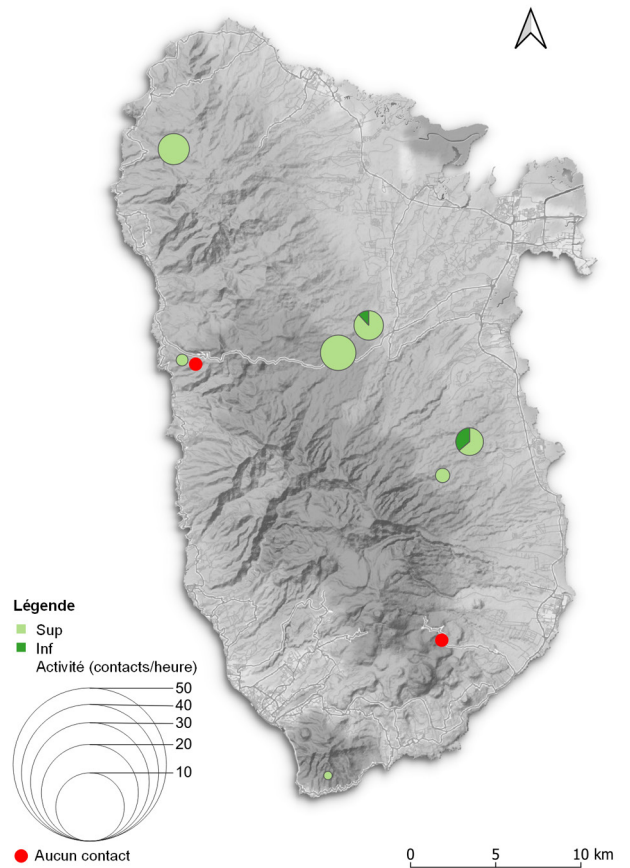 Légende
Sup
Inf
Activité (contacts/heure)
50
40
30
20
10
Aucun contact
0 5 10 km